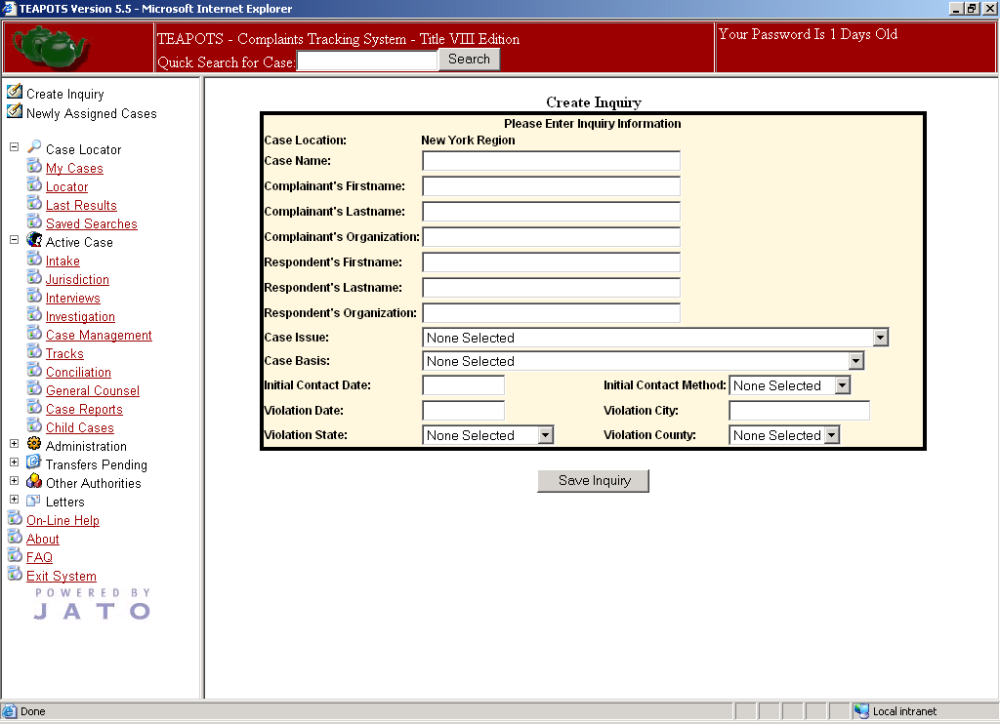 TEAPOTS Version 5.5 - Microsoft Internet Explorer
TEAPOTS - Complaints Tracking System - Title VIII Edition
Quick Search for Case: Search
Your Password Is 1 Days Old
Create Inquiry
Newly Assigned Cases
Case Locator
My Cases
Locator
Last Results
Saved Searches
Active Case
Intake
Jurisdiction
Interviews
Investigation
Case Management
Tracks
Conciliation
General Counsel
Case Reports
Child Cases
Administration
Transfers Pending
Other Authorities
Letters
On-Line Help
About
FAQ
Exit System
POWERED BY
JATO
Create Inquiry
Please Enter Inquiry Information
Case Location: New York Region
Case Name:
Complainant's Firstname:
Complainant's Lastname:
Complainant's Organization:
Respondent's Firstname:
Respondent's Lastname:
Respondent's Organization:
Case Issue: None Selected
Case Basis: None Selected
Initial Contact Date: Initial Contact Method: None Selected
Violation Date: Violation City:
Violation State: None Selected Violation County: None Selected
Save Inquiry
Done Local intranet